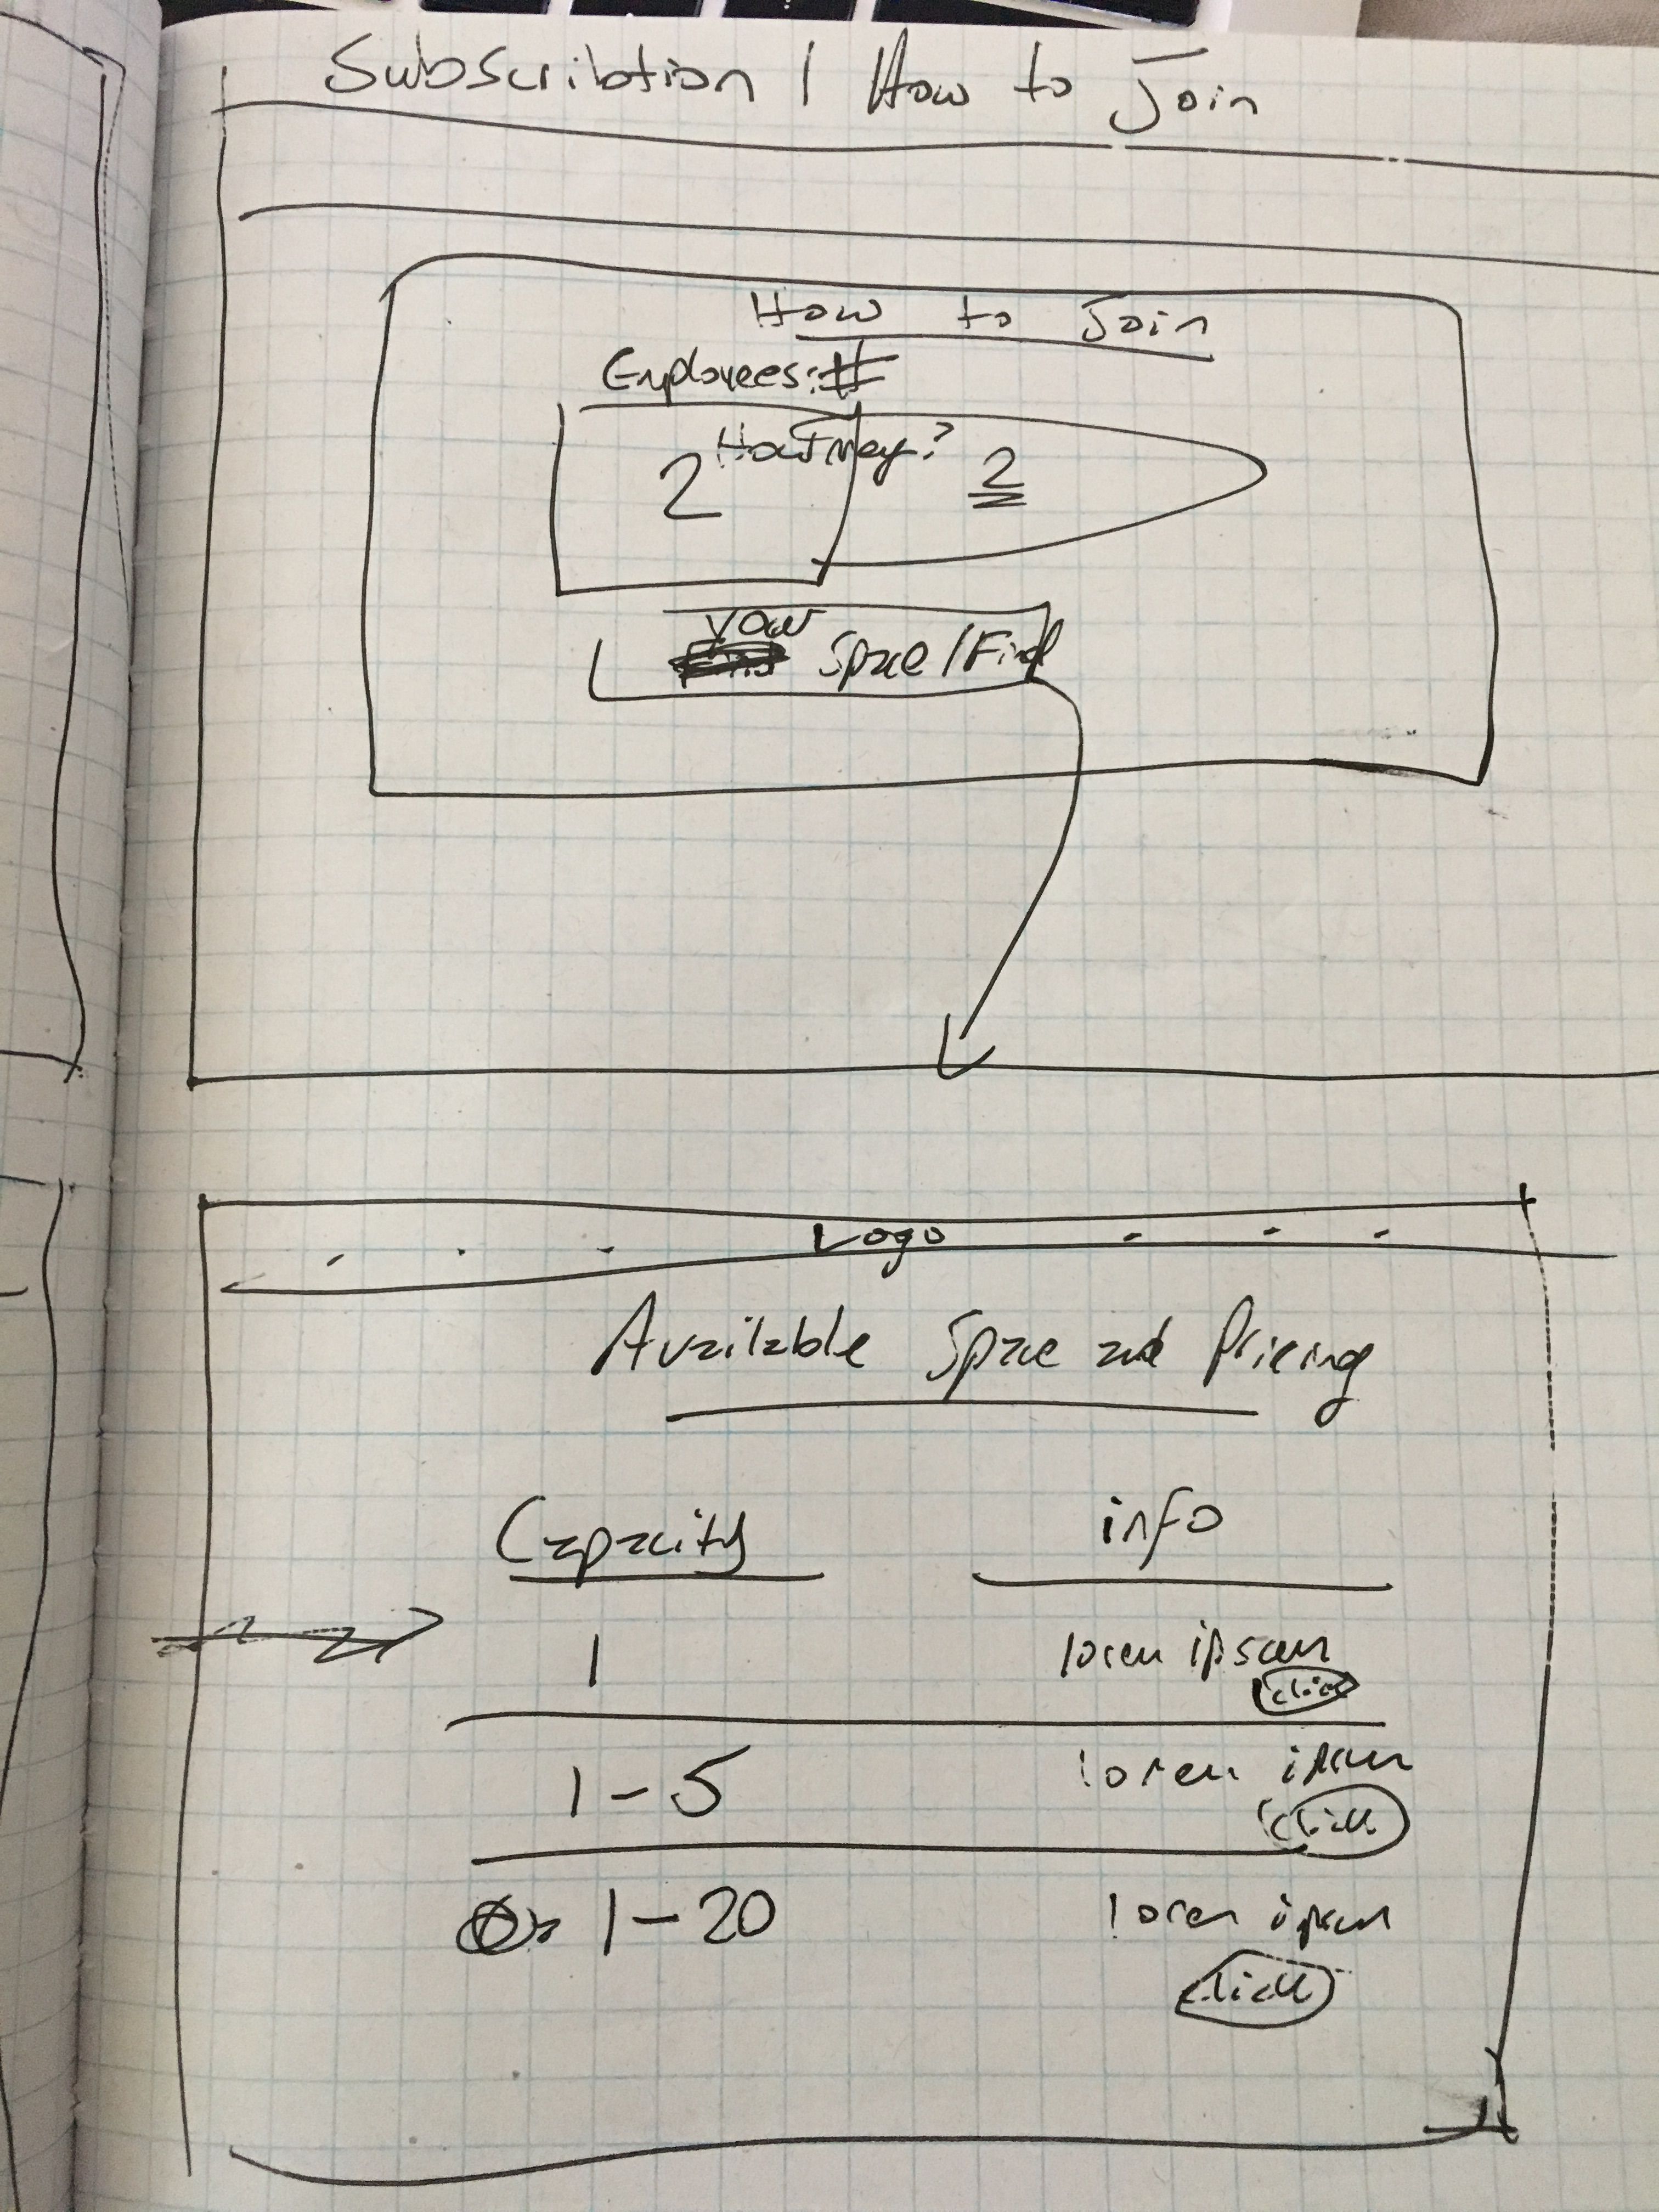 Subscribtion | How to Join
How to Join
Employees: #
How many?
2 2
your
Space / Find
Logo
Available Space and Pricing
Capacity info
1 lorem ipsum
click
1-5 lorem ipsum
click
1-20 lorem ipsum
click